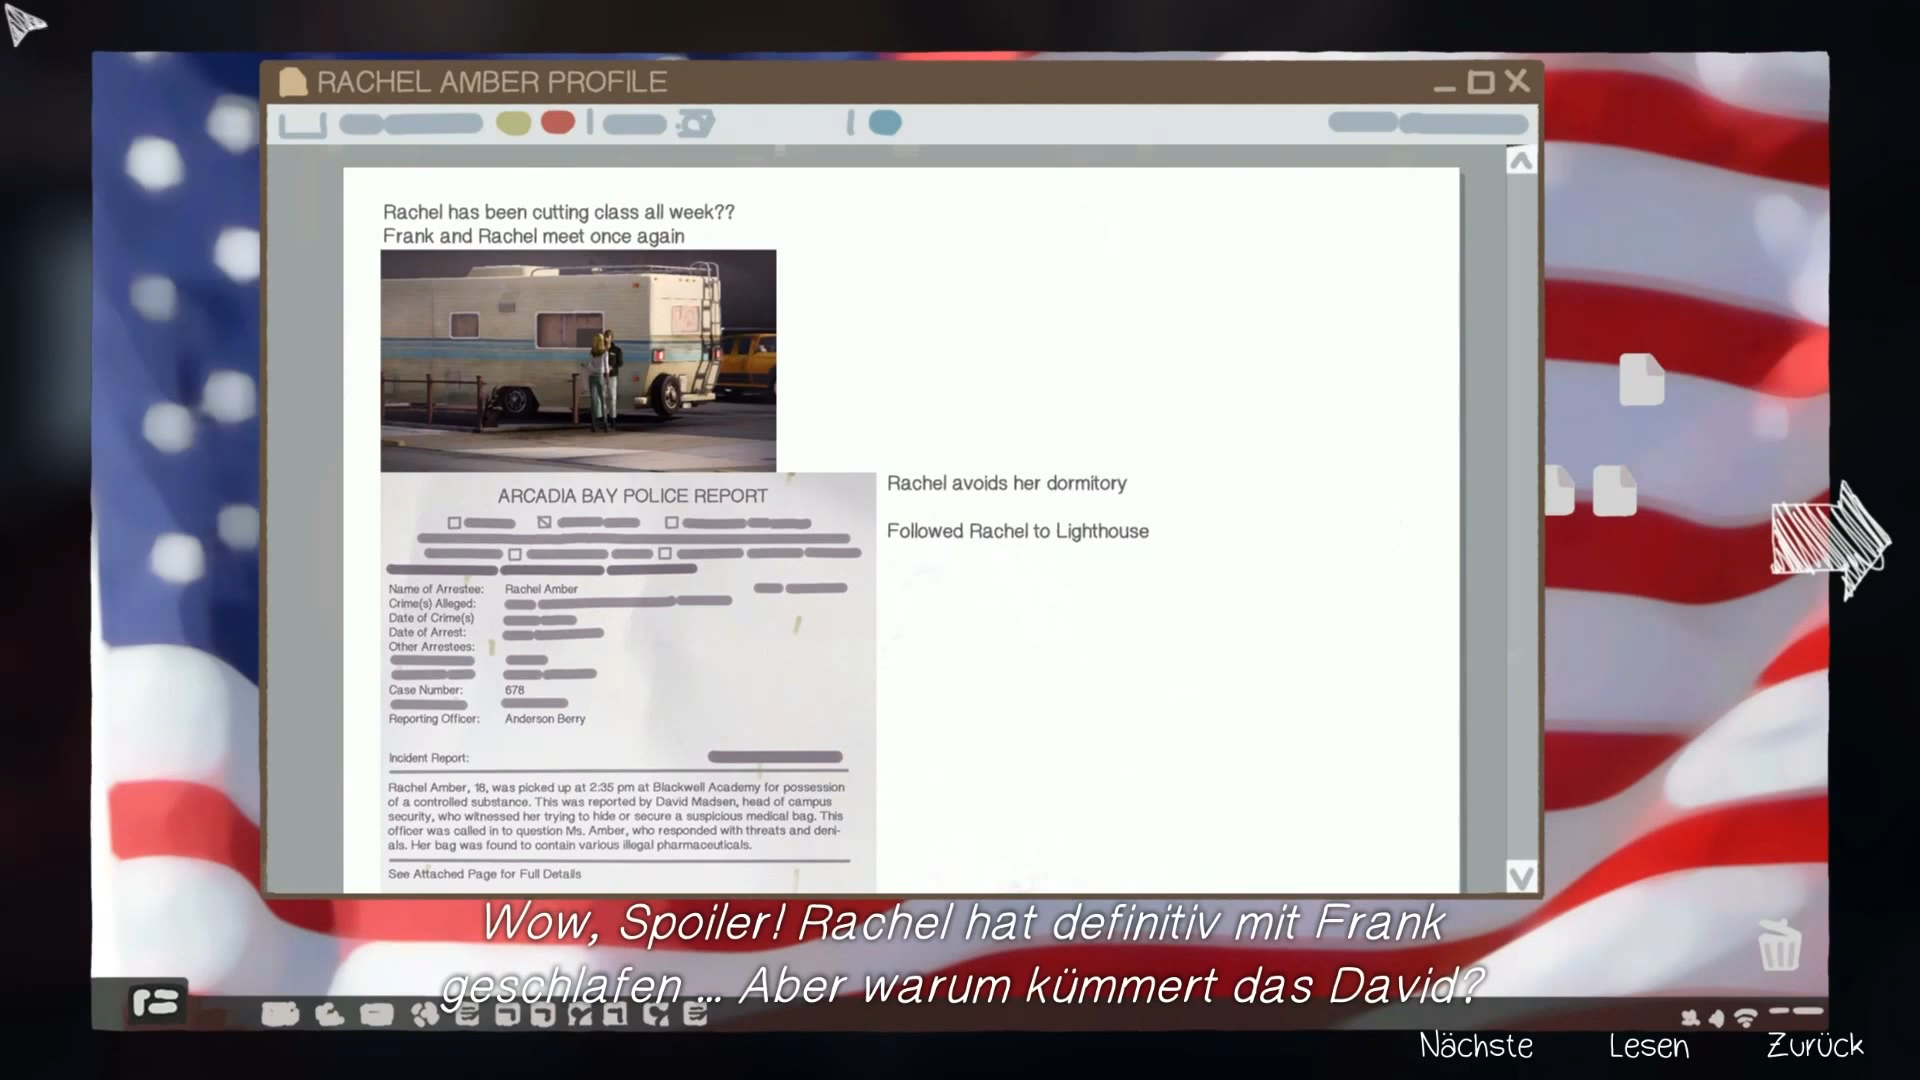 RACHEL AMBER PROFILE
Rachel has been cutting class all week??
Frank and Rachel meet once again
ARCADIA BAY POLICE REPORT
Name of Arrestee: Rachel Amber
Crime(s) Alleged:
Date of Crime(s)
Date of Arrest:
Other Arrestees:
Case Number: 678
Reporting Officer: Anderson Berry
Incident Report:
Rachel Amber, 18, was picked up at 2:35 pm at Blackwell Academy for possession
of a controlled substance. This was reported by David Madsen, head of campus
security, who witnessed her trying to hide or secure a suspicious medical bag. This
officer was called in to question Ms. Amber, who responded with threats and deni-
als. Her bag was found to contain various illegal pharmaceuticals.
See Attached Page for Full Details
Rachel avoids her dormitory
Followed Rachel to Lighthouse
Wow, Spoiler! Rachel hat definitiv mit Frank
geschlafen ... Aber warum kümmert das David?
Nächste
Lesen
Zurück